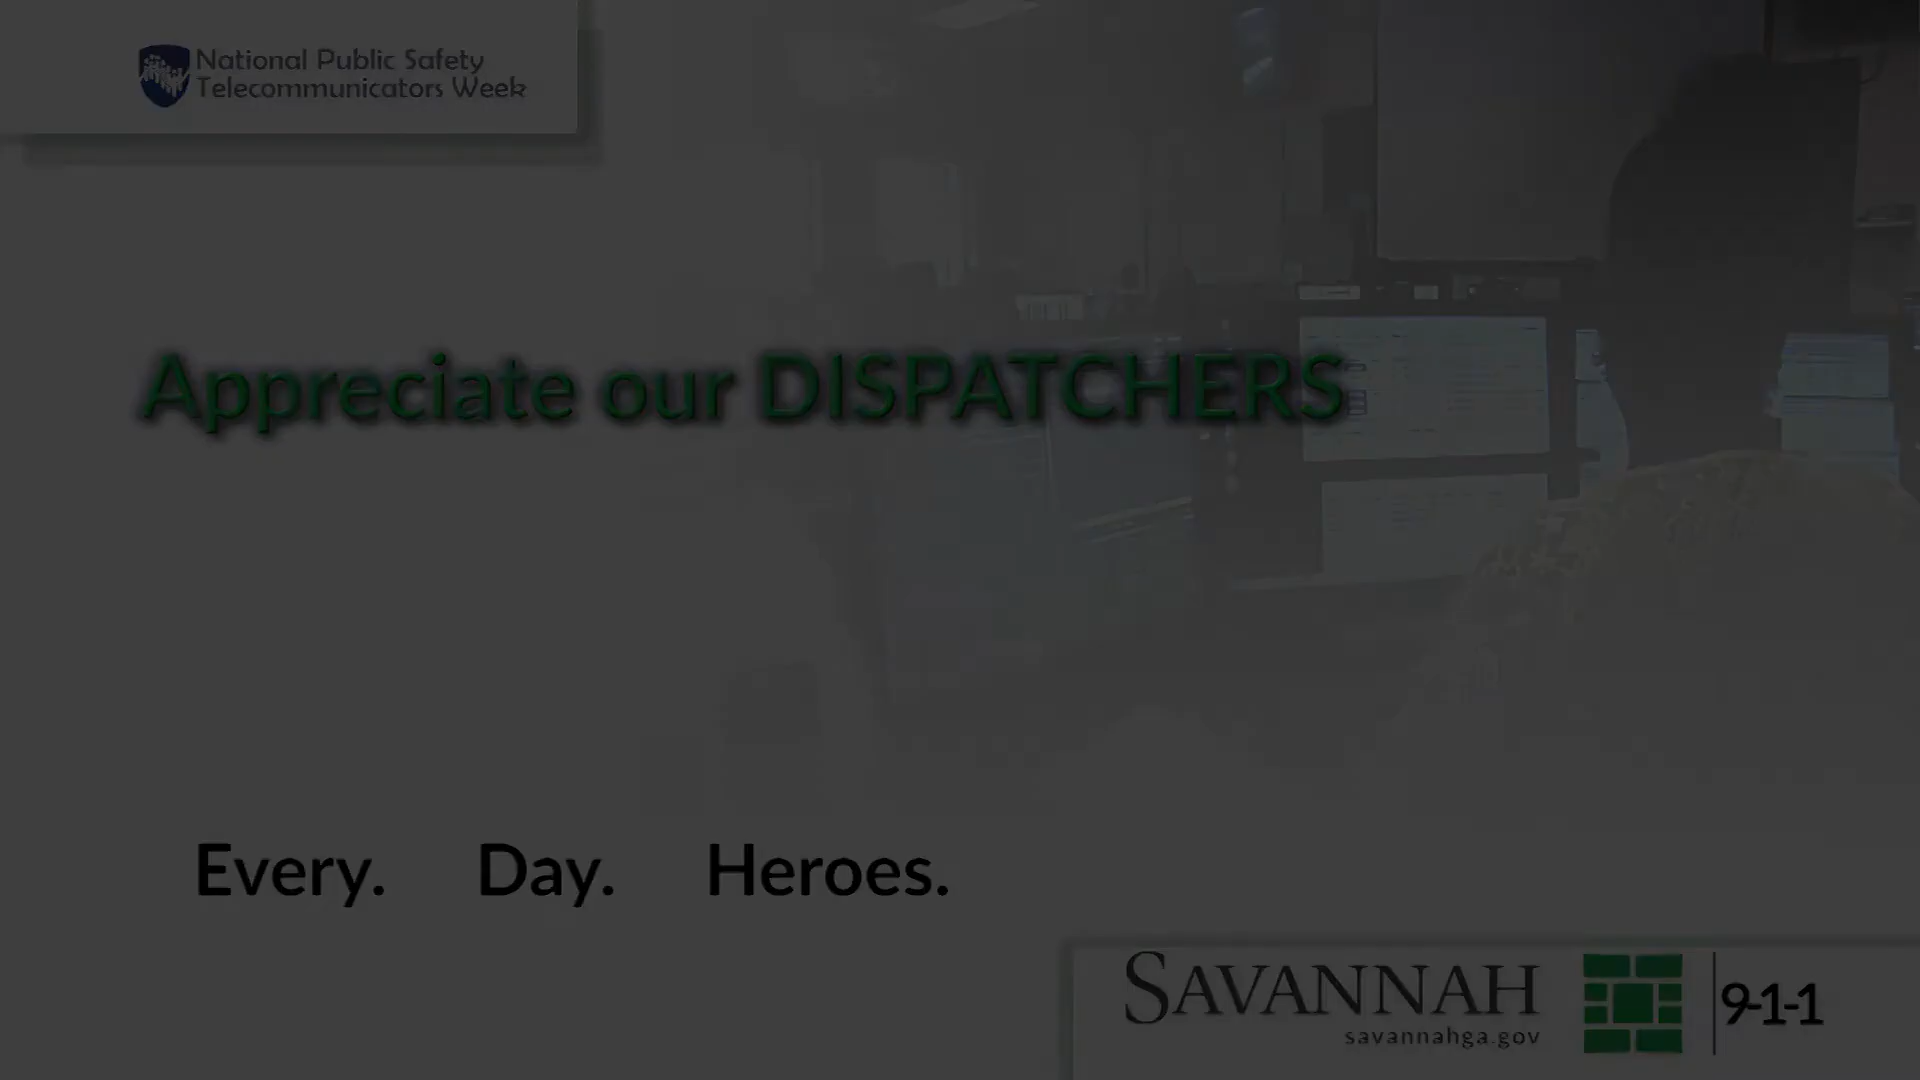 National Public Safety
Telecommunicators Week
Appreciate our DISPATCHERS
Every. Day. Heroes.
SAVANNAH
savannahga.gov
9-1-1